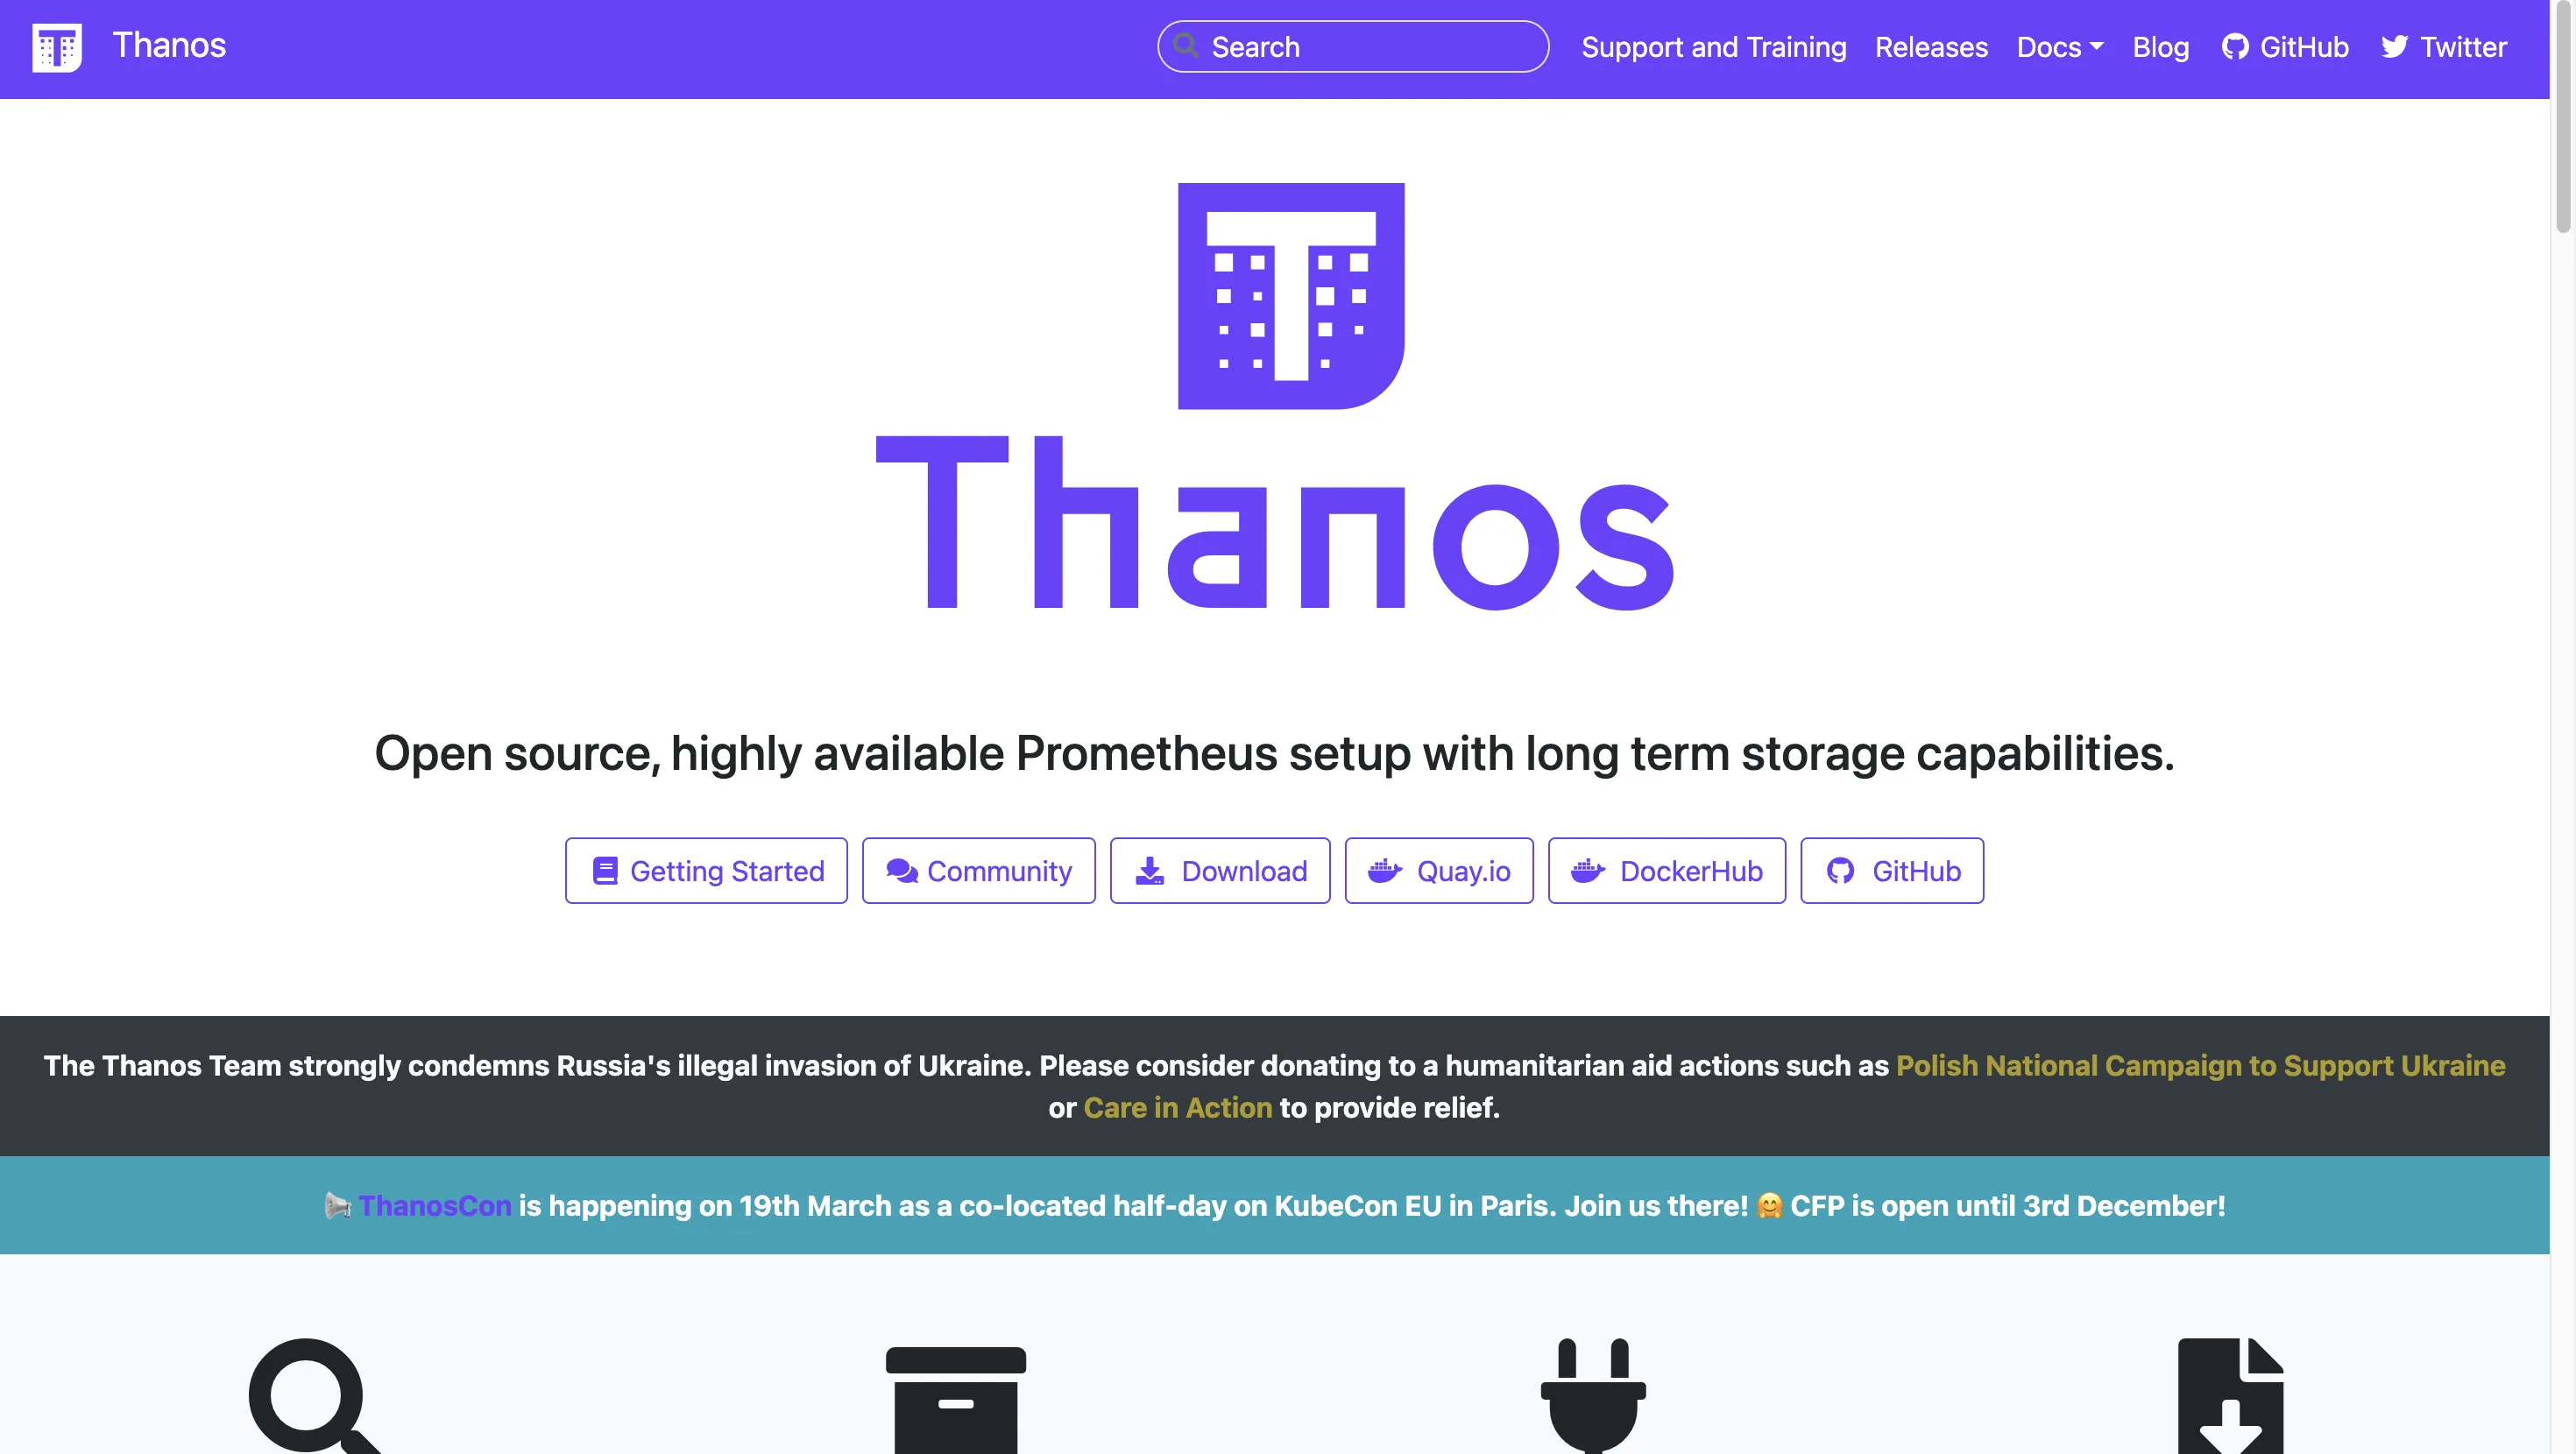 Thanos
Search
Support and Training
Releases
Docs
Blog
GitHub
Twitter
T
Thanos
Open source, highly available Prometheus setup with long term storage capabilities.
Getting Started
Community
Download
Quay.io
DockerHub
GitHub
The Thanos Team strongly condemns Russia's illegal invasion of Ukraine. Please consider donating to a humanitarian aid actions such as Polish National Campaign to Support Ukraine
or Care in Action to provide relief.
📢 ThanosCon is happening on 19th March as a co-located half-day on KubeCon EU in Paris. Join us there! 🤗 CFP is open until 3rd December!